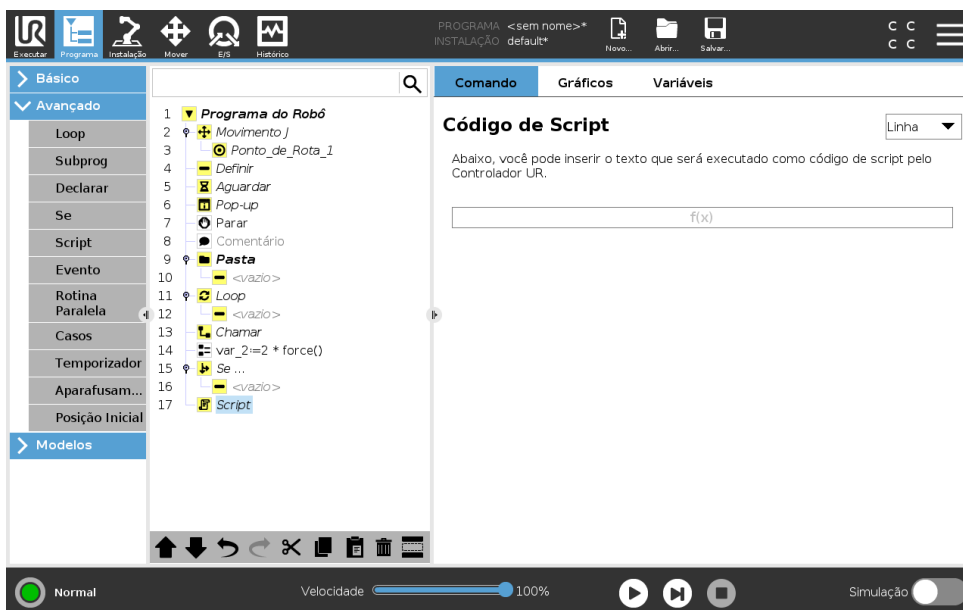 UR
Executar
Programa
Instalação
Mover
E/S
Histórico
PROGRAMA <sem nome>*
INSTALAÇÃO default*
Novo...
Abrir...
Salvar...
C C
C C
Básico
Avançado
Loop
Subprog
Declarar
Se
Script
Evento
Rotina
Paralela
Casos
Temporizador
Aparafusam...
Posição Inicial
Modelos
1 Programa do Robô
2 Movimento J
3 Ponto_de_Rota_1
4 Definir
5 Aguardar
6 Pop-up
7 Parar
8 Comentário
9 Pasta
10 <vazio>
11 Loop
12 <vazio>
13 Chamar
14 var_2:=2 * force()
15 Se ...
16 <vazio>
17 Script
Comando Gráficos Variáveis
Código de Script
Linha
Abaixo, você pode inserir o texto que será executado como código de script pelo
Controlador UR.
f(x)
Normal
Velocidade 100%
Simulação